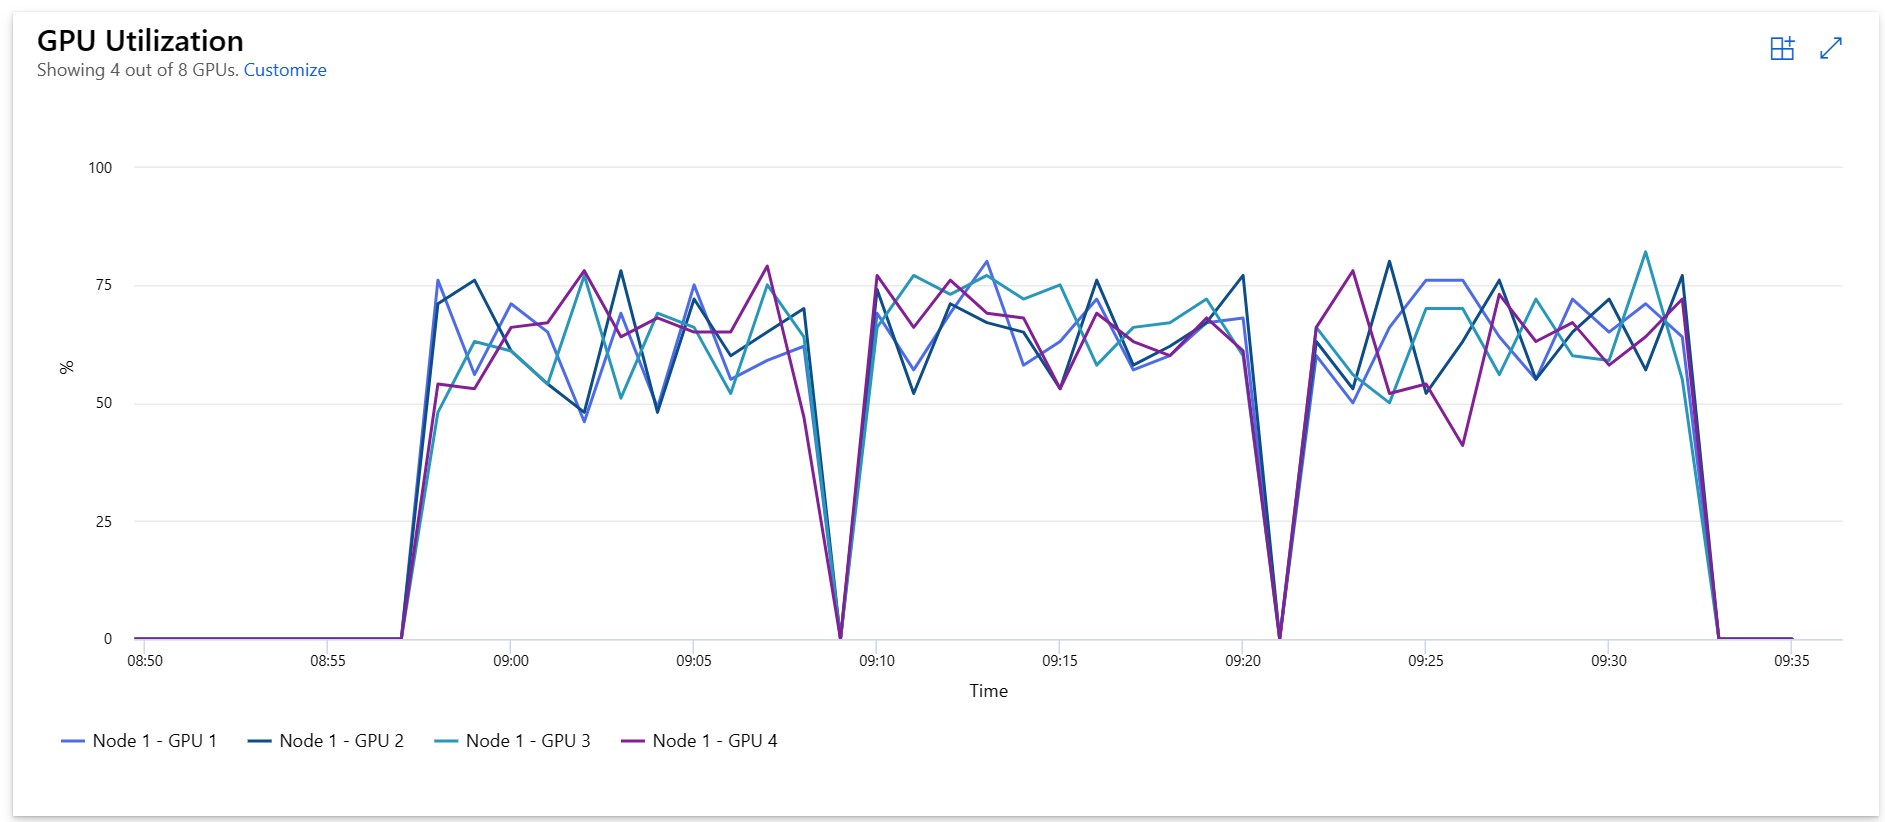 GPU Utilization
Showing 4 out of 8 GPUs. Customize
100
75
50
25
0
%
08:50 08:55 09:00 09:05 09:10 09:15 09:20 09:25 09:30 09:35
Time
Node 1 - GPU 1 Node 1 - GPU 2 Node 1 - GPU 3 Node 1 - GPU 4